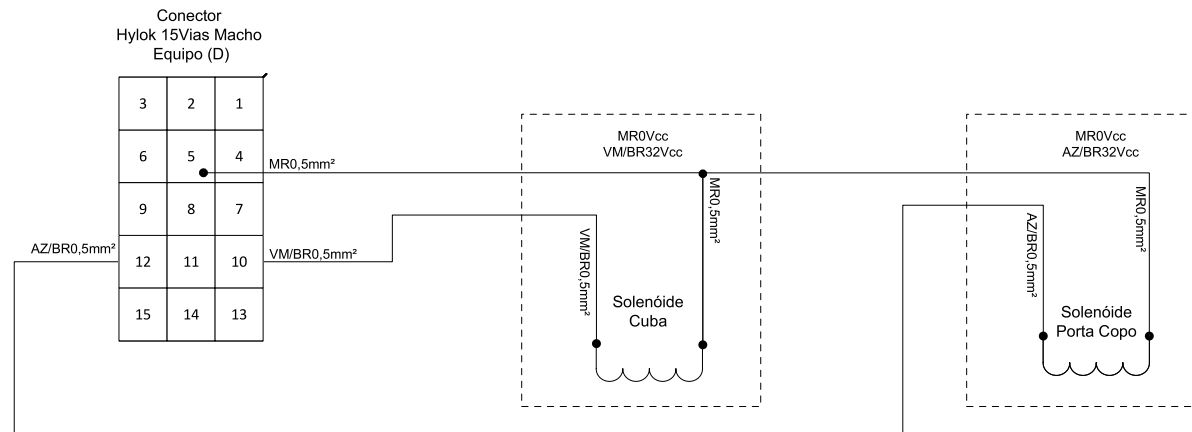 Conector
Hylok 15Vias Macho
Equipo (D)
3 2 1
6 5 4
9 8 7
12 11 10
15 14 13
MR0,5mm²
AZ/BR0,5mm²
VM/BR0,5mm²
MR0Vcc
VM/BR32Vcc
VM/BR0,5mm²
MR0,5mm²
Solenóide
Cuba
MR0Vcc
AZ/BR32Vcc
AZ/BR0,5mm²
MR0,5mm²
Solenóide
Porta Copo